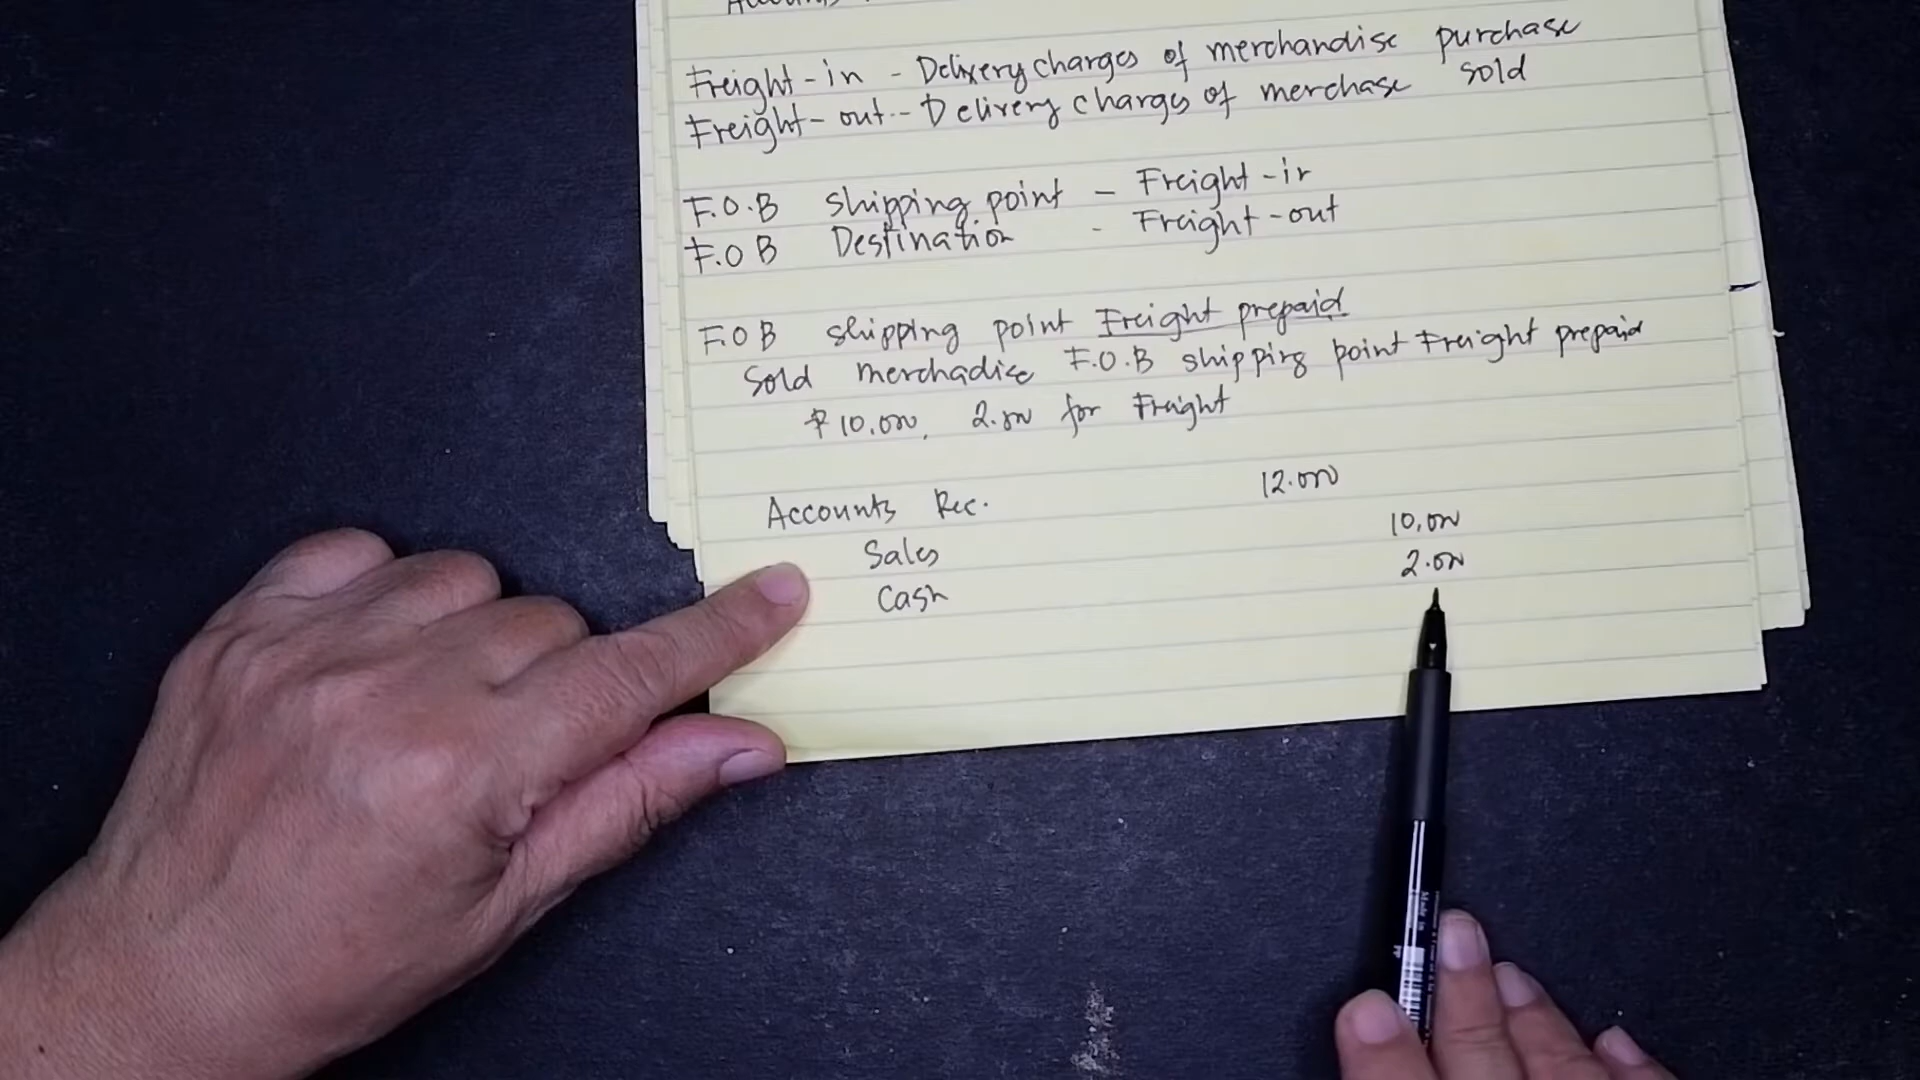 Freight-in - Delivery charges of merchandise purchase
Freight-out - Delivery charges of merchase sold
F.O.B shipping point - Freight-in
F.O B Destination - Freight-out
F.O B shipping point Freight prepaid
Sold merchadise F.O.B shipping point Freight prepaid
₱10.000, 2.000 for Freight
Accounts Rec. 12.000
Sales 10,000
Cash 2.000